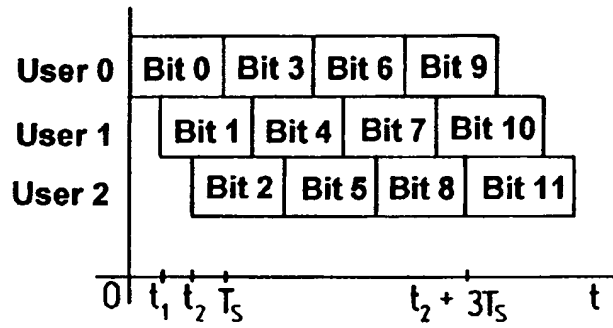 User 0 Bit 0 Bit 3 Bit 6 Bit 9
User 1 Bit 1 Bit 4 Bit 7 Bit 10
User 2 Bit 2 Bit 5 Bit 8 Bit 11
0 t₁ t₂ Tₛ t₂ + 3Tₛ t